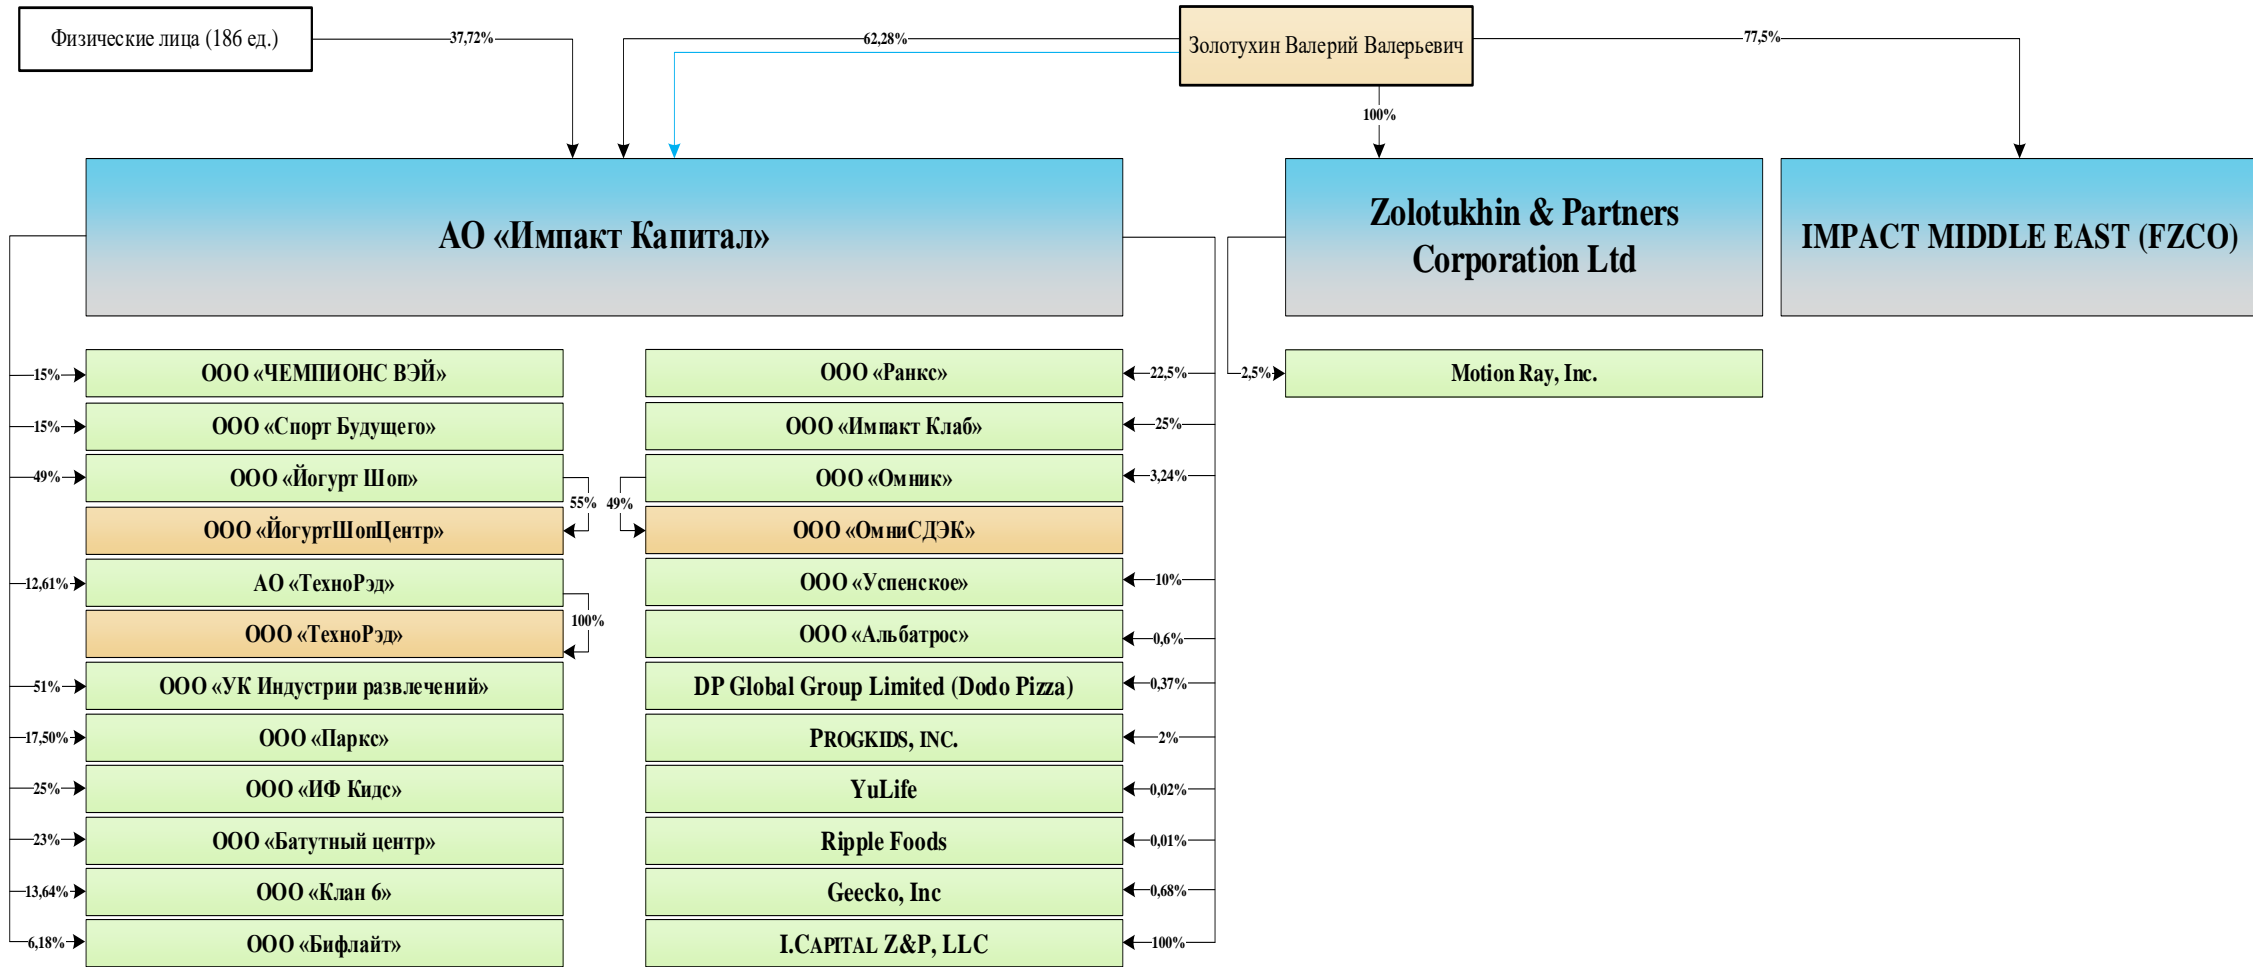 Физические лица (186 ед.)
37,72%
62,28%
Золотухин Валерий Валерьевич
77,5%
100%
АО «Импакт Капитал»
Zolotukhin & Partners
Corporation Ltd
IMPACT MIDDLE EAST (FZCO)
15%
ООО «ЧЕМПИОНС ВЭЙ»
ООО «Ранкс»
22,5%
2,5%
Motion Ray, Inc.
15%
ООО «Спорт Будущего»
ООО «Импакт Клаб»
25%
49%
ООО «Йогурт Шоп»
ООО «Омник»
3,24%
55%
49%
ООО «ЙогуртШопЦентр»
ООО «ОмниСДЭК»
12,61%
АО «ТехноРэд»
ООО «Успенское»
10%
100%
ООО «ТехноРэд»
ООО «Альбатрос»
0,6%
51%
ООО «УК Индустрии развлечений»
DP Global Group Limited (Dodo Pizza)
0,37%
17,50%
ООО «Паркс»
PROGKIDS, INC.
2%
25%
ООО «ИФ Кидс»
YuLife
0,02%
23%
ООО «Батутный центр»
Ripple Foods
0,01%
13,64%
ООО «Клан 6»
Geecko, Inc
0,68%
6,18%
ООО «Бифлайт»
I.CAPITAL Z&P, LLC
100%